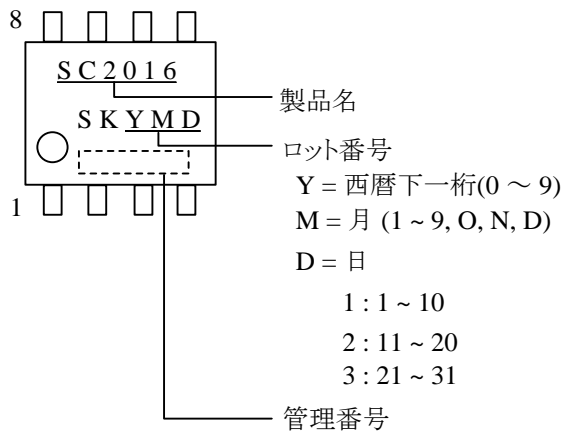 8
SC2016
SKYMD
1
製品名
ロット番号
Y = 西暦下一桁(0 ～ 9)
M = 月 (1 ~ 9, O, N, D)
D = 日
1 : 1 ~ 10
2 : 11 ~ 20
3 : 21 ~ 31
管理番号